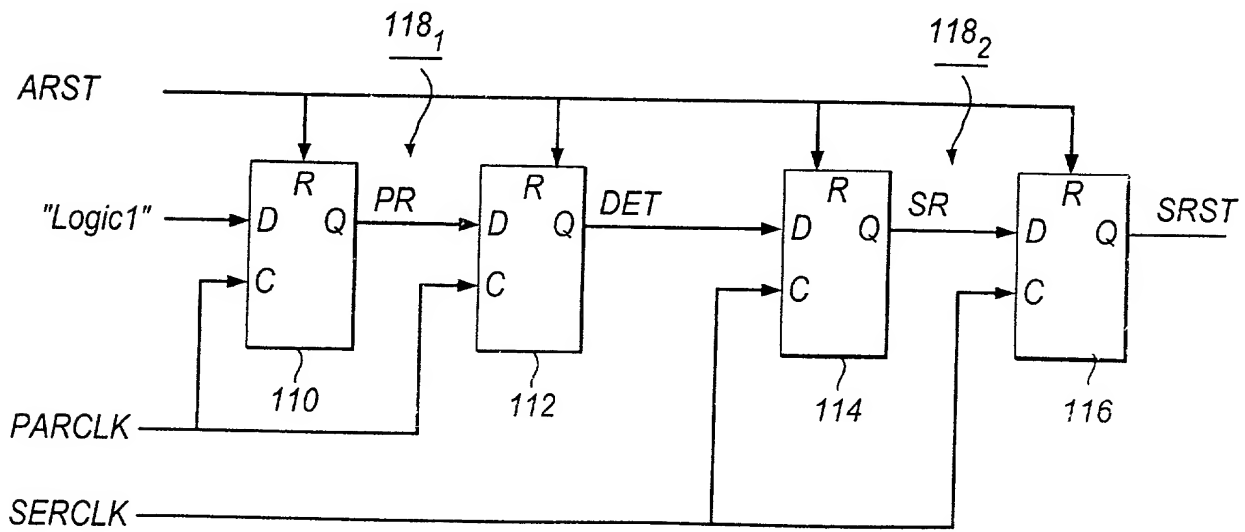 118₁
118₂
ARST
R
R
R
R
"Logic1"
D
Q
PR
D
Q
DET
D
Q
SR
D
Q
SRST
C
C
C
C
110
112
114
116
PARCLK
SERCLK